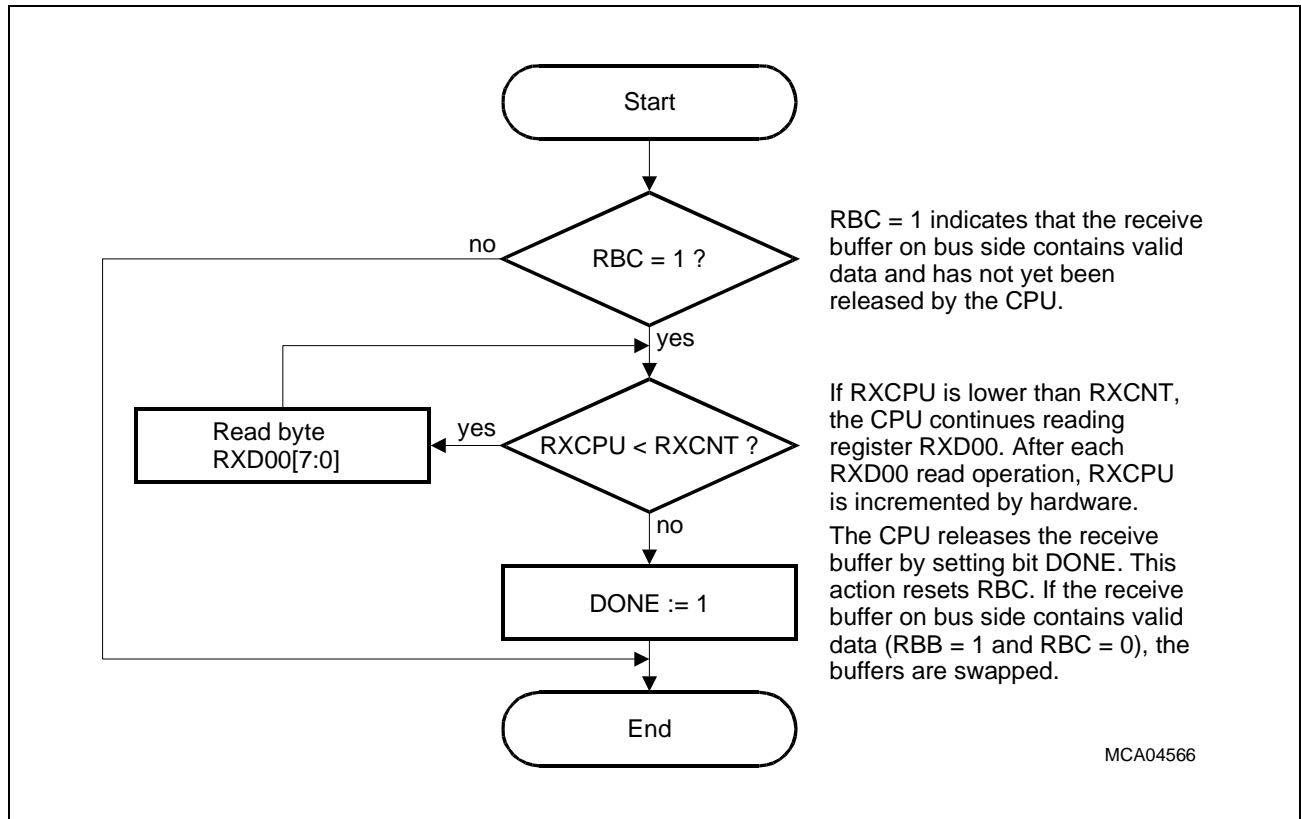 Start
RBC = 1 ?
no
yes
RBC = 1 indicates that the receive
buffer on bus side contains valid
data and has not yet been
released by the CPU.
Read byte
RXD00[7:0]
yes
RXCPU < RXCNT ?
no
If RXCPU is lower than RXCNT,
the CPU continues reading
register RXD00. After each
RXD00 read operation, RXCPU
is incremented by hardware.
DONE := 1
The CPU releases the receive
buffer by setting bit DONE. This
action resets RBC. If the receive
buffer on bus side contains valid
data (RBB = 1 and RBC = 0), the
buffers are swapped.
End
MCA04566